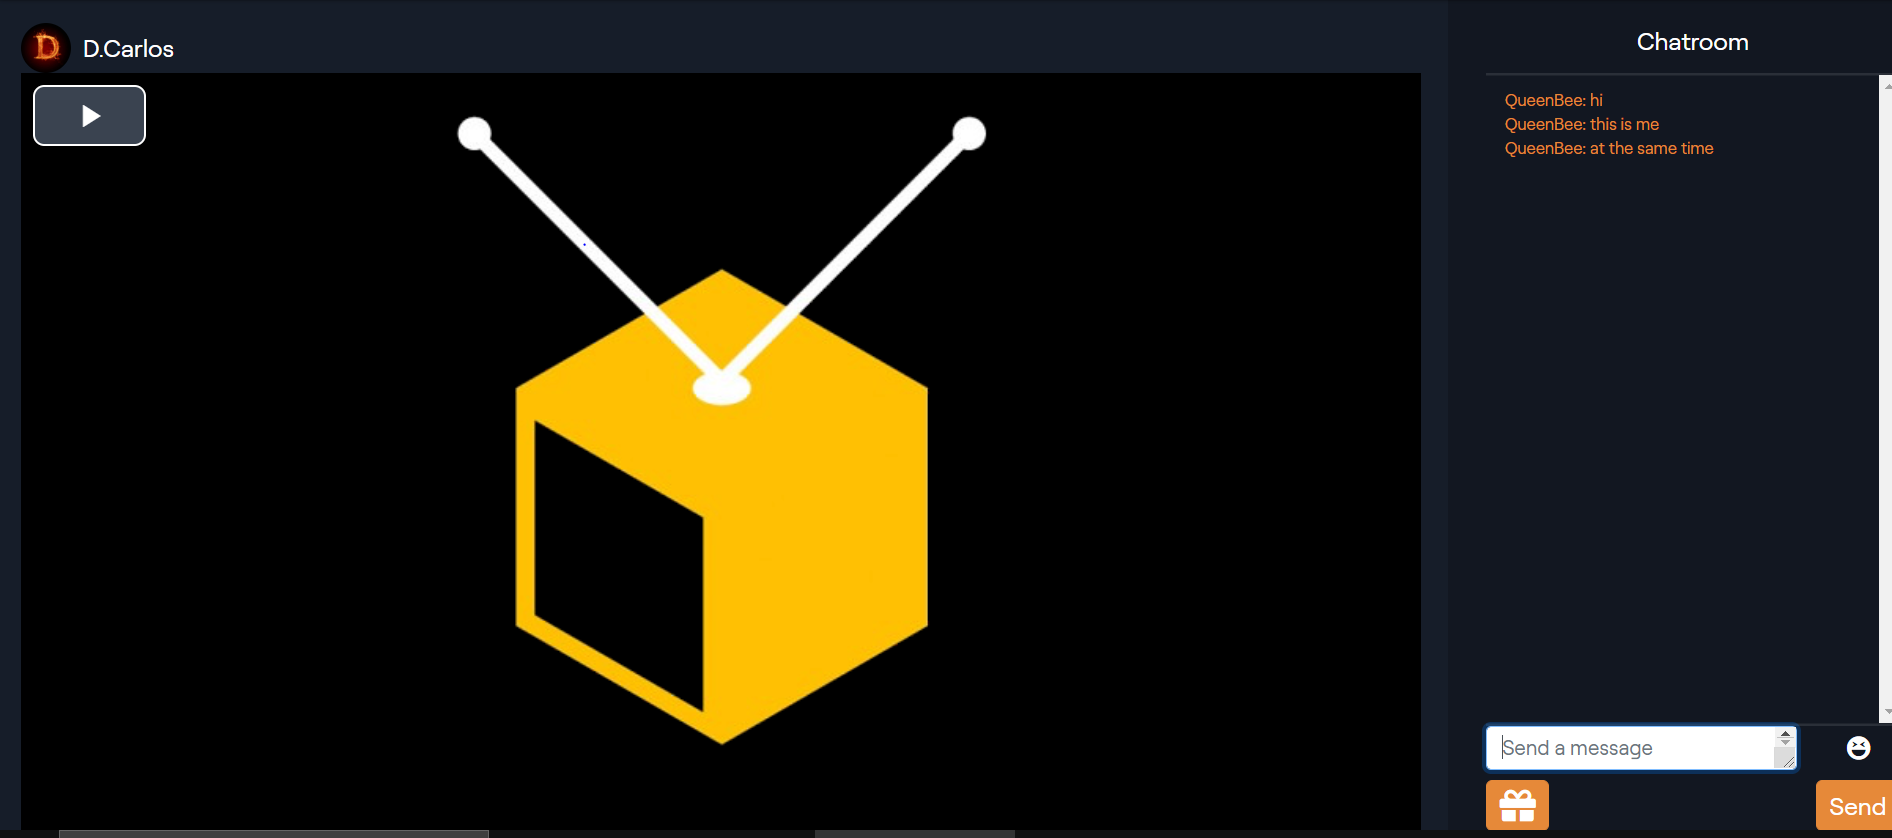 D
D.Carlos
Chatroom
QueenBee: hi
QueenBee: this is me
QueenBee: at the same time
Send a message
Send